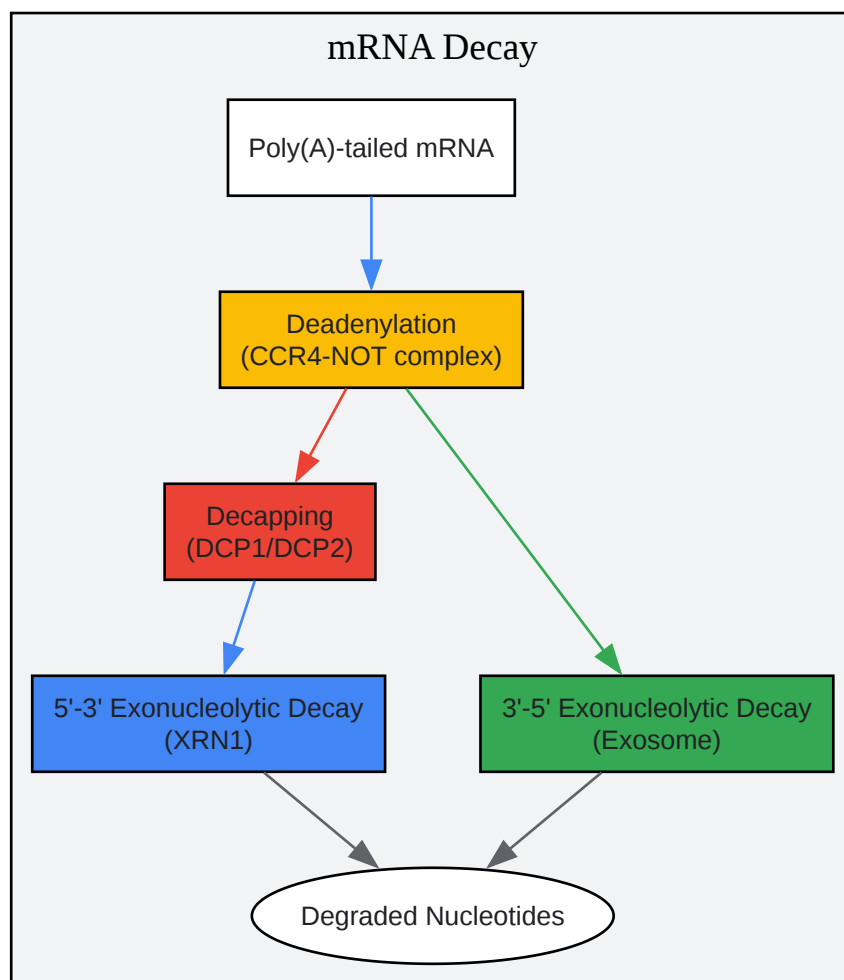 mRNA Decay
Poly(A)-tailed mRNA
Deadenylation
(CCR4-NOT complex)
Decapping
(DCP1/DCP2)
5'-3' Exonucleolytic Decay
(XRN1)
3'-5' Exonucleolytic Decay
(Exosome)
Degraded Nucleotides